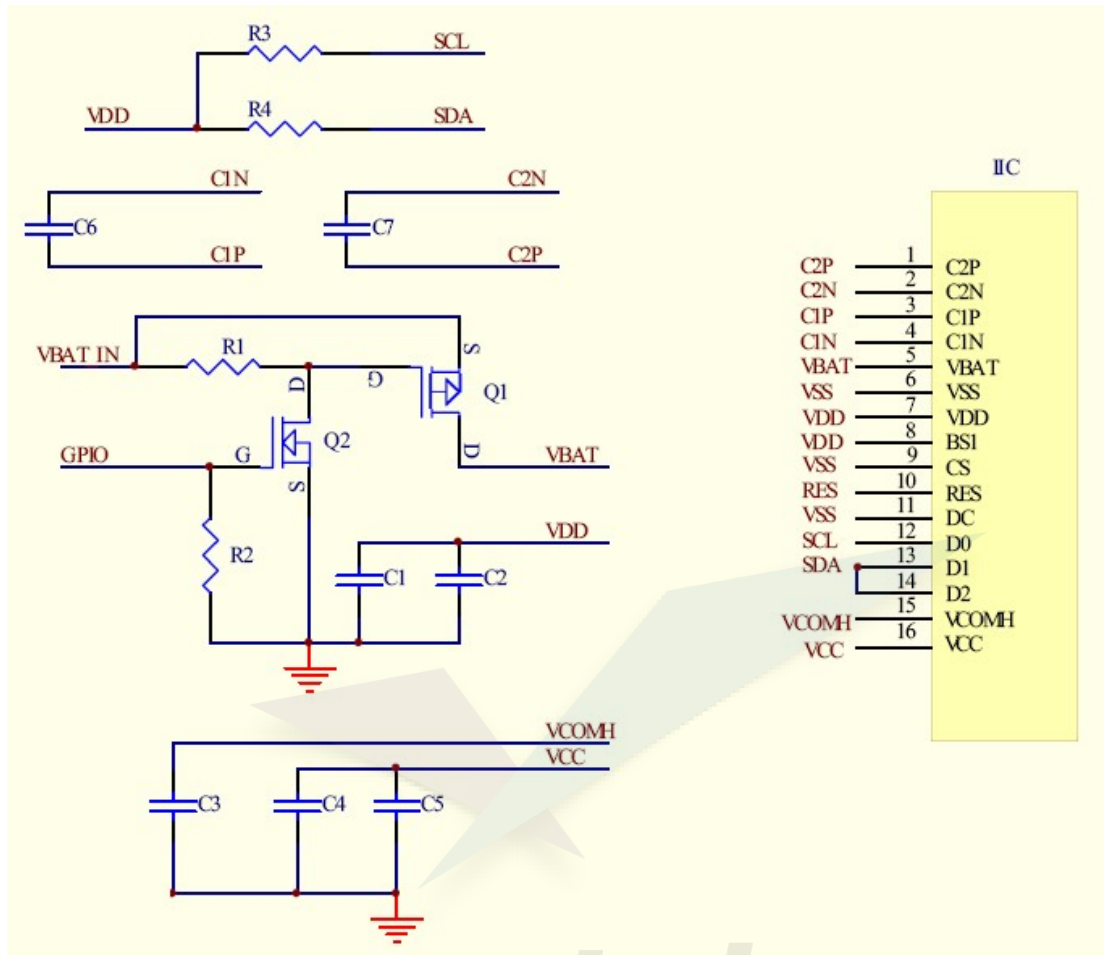 R3
SCL
VDD
R4
SDA
C1N
C6
C1P
C2N
C7
C2P
VBAT IN
R1
D
G
S
Q1
D
VBAT
GPIO
G
Q2
S
R2
VDD
C1
C2
VCOMH
VCC
C3
C4
C5
IIC
C2P 1 C2P
C2N 2 C2N
C1P 3 C1P
C1N 4 C1N
VBAT 5 VBAT
VSS 6 VSS
VDD 7 VDD
VDD 8 BS1
VSS 9 CS
RES 10 RES
VSS 11 DC
SCL 12 D0
SDA 13 D1
14 D2
VCOMH 15 VCOMH
VCC 16 VCC